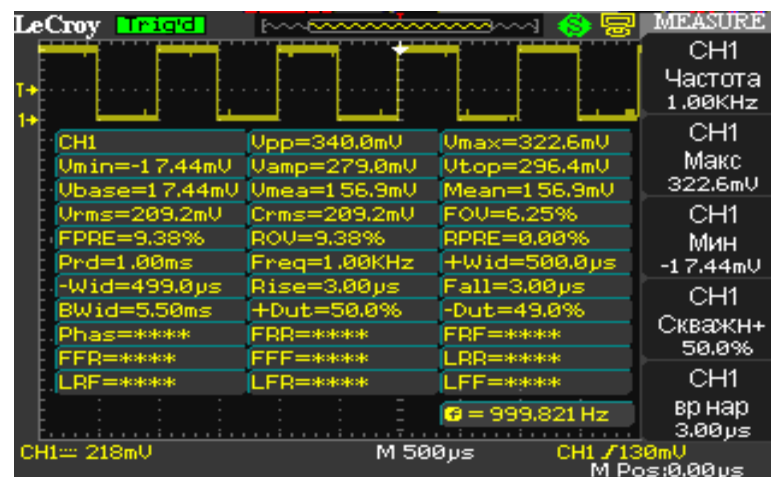 LeCroy Trig'd MEASURE
CH1
Частота
1.00KHz
CH1
Макс
322.6mV
CH1
Мин
-17.44mV
CH1
Скважн+
50.0%
CH1
вр нар
3.00µs
T
1
CH1 Vpp=340.0mV Vmax=322.6mV
Vmin=-17.44mV Vamp=279.0mV Vtop=296.4mV
Vbase=17.44mV Vmea=156.9mV Mean=156.9mV
Vrms=209.2mV Crms=209.2mV FOV=6.25%
FPRE=9.38% ROV=9.38% RPRE=0.00%
Prd=1.00ms Freq=1.00KHz +Wid=500.0µs
-Wid=499.0µs Rise=3.00µs Fall=3.00µs
BWid=5.50ms +Dut=50.0% -Dut=49.0%
Phas=**** FRR=**** FRF=****
FFR=**** FFF=**** LRR=****
LRF=**** LFR=**** LFF=****
f = 999.821 Hz
CH1 218mV M 500µs CH1 130mV
M Pos:0.00µs